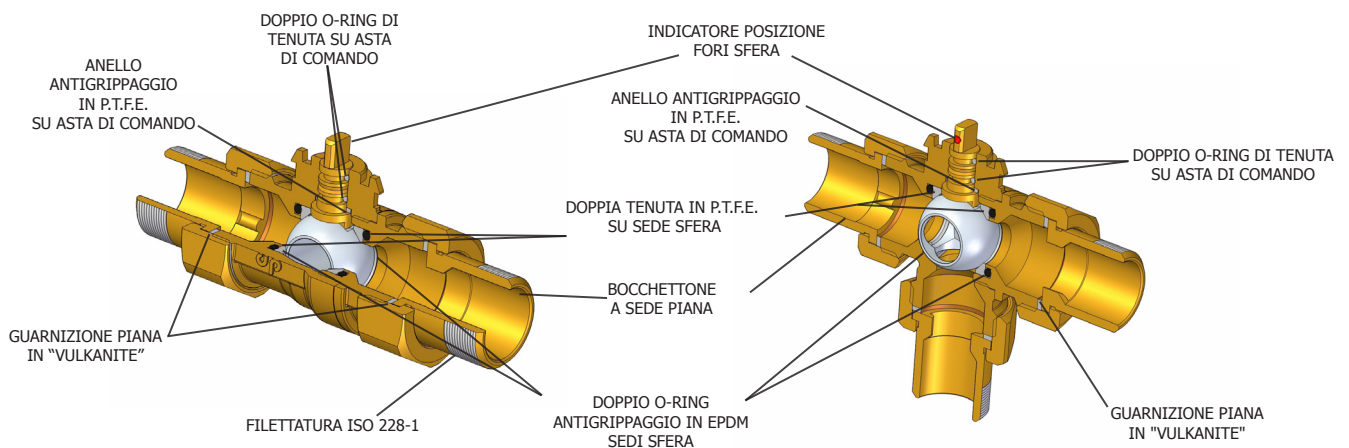 DOPPIO O-RING DI
TENUTA SU ASTA
DI COMANDO
INDICATORE POSIZIONE
FORI SFERA
ANELLO
ANTIGRIPPAGGIO
IN P.T.F.E.
SU ASTA DI COMANDO
ANELLO ANTIGRIPPAGGIO
IN P.T.F.E.
SU ASTA DI COMANDO
DOPPIO O-RING DI TENUTA
SU ASTA DI COMANDO
DOPPIA TENUTA IN P.T.F.E.
SU SEDE SFERA
BOCCHETTONE
A SEDE PIANA
GUARNIZIONE PIANA
IN “VULKANITE”
FILETTATURA ISO 228-1
DOPPIO O-RING
ANTIGRIPPAGGIO IN EPDM
SEDI SFERA
GUARNIZIONE PIANA
IN "VULKANITE"